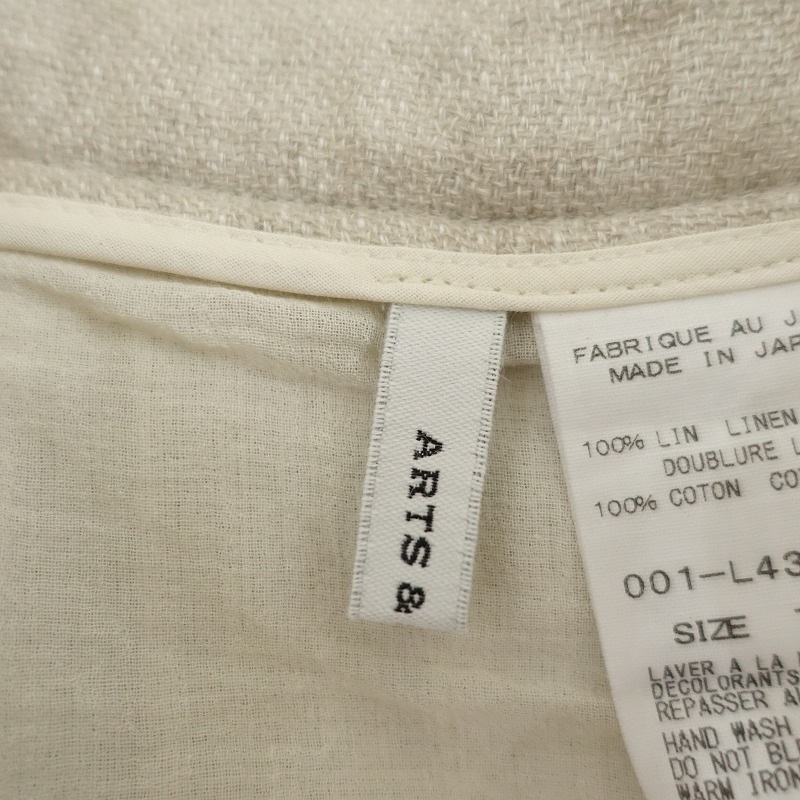 ARTS &
FABRIQUE AU J
MADE IN JAP
100% LIN LINEN
DOUBLURE L
100% COTON CO
001-L43
SIZE
LAVER A LA
DECOLORANTS
REPASSER A
HAND WASH
DO NOT BL
WARM IRON